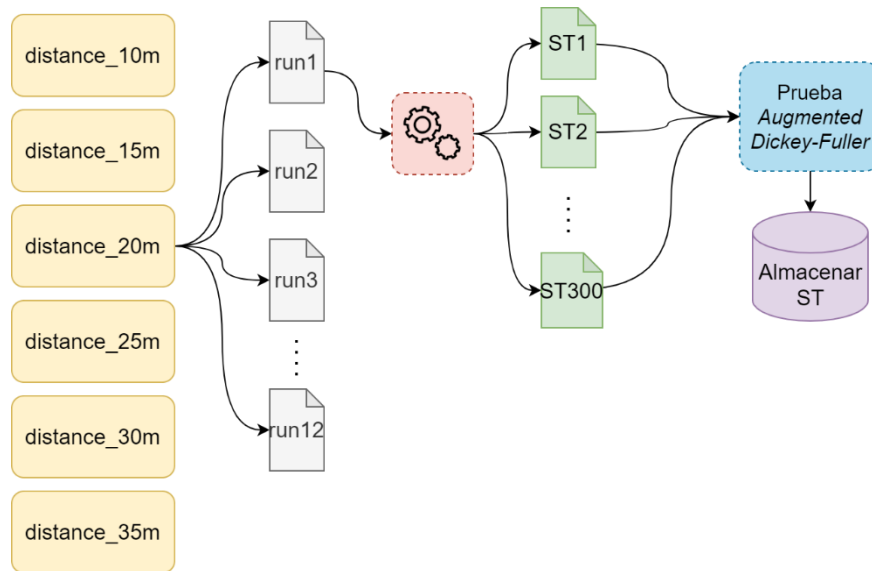 distance_10m
distance_15m
distance_20m
distance_25m
distance_30m
distance_35m
run1
run2
run3
run12
ST1
ST2
ST300
Prueba
Augmented
Dickey-Fuller
Almacenar
ST